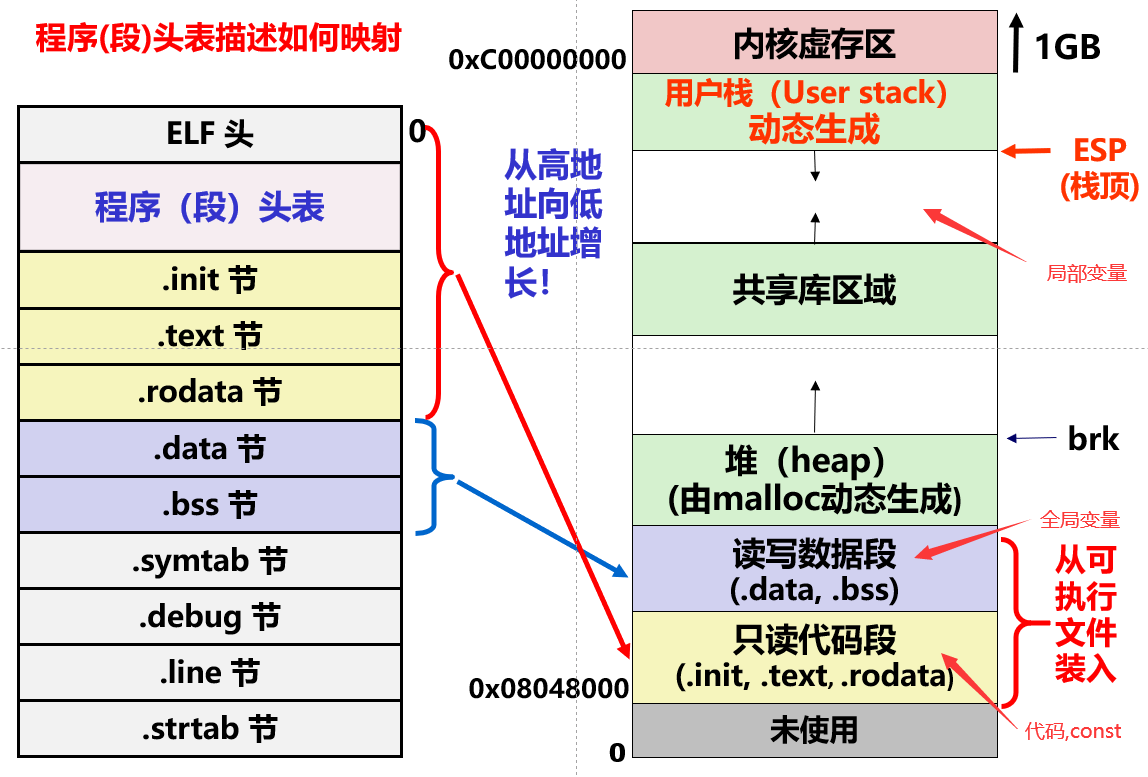 程序(段)头表描述如何映射
ELF 头
0
程序（段）头表
.init 节
.text 节
.rodata 节
.data 节
.bss 节
.symtab 节
.debug 节
.line 节
.strtab 节
从高地
址向低
地址增
长！
0xC00000000
内核虚存区
1GB
用户栈（User stack）
动态生成
ESP
(栈顶)
局部变量
共享库区域
brk
堆（heap）
(由malloc动态生成)
全局变量
读写数据段
(.data, .bss)
从可
执行
文件
装入
只读代码段
(.init, .text, .rodata)
0x08048000
代码,const
未使用
0